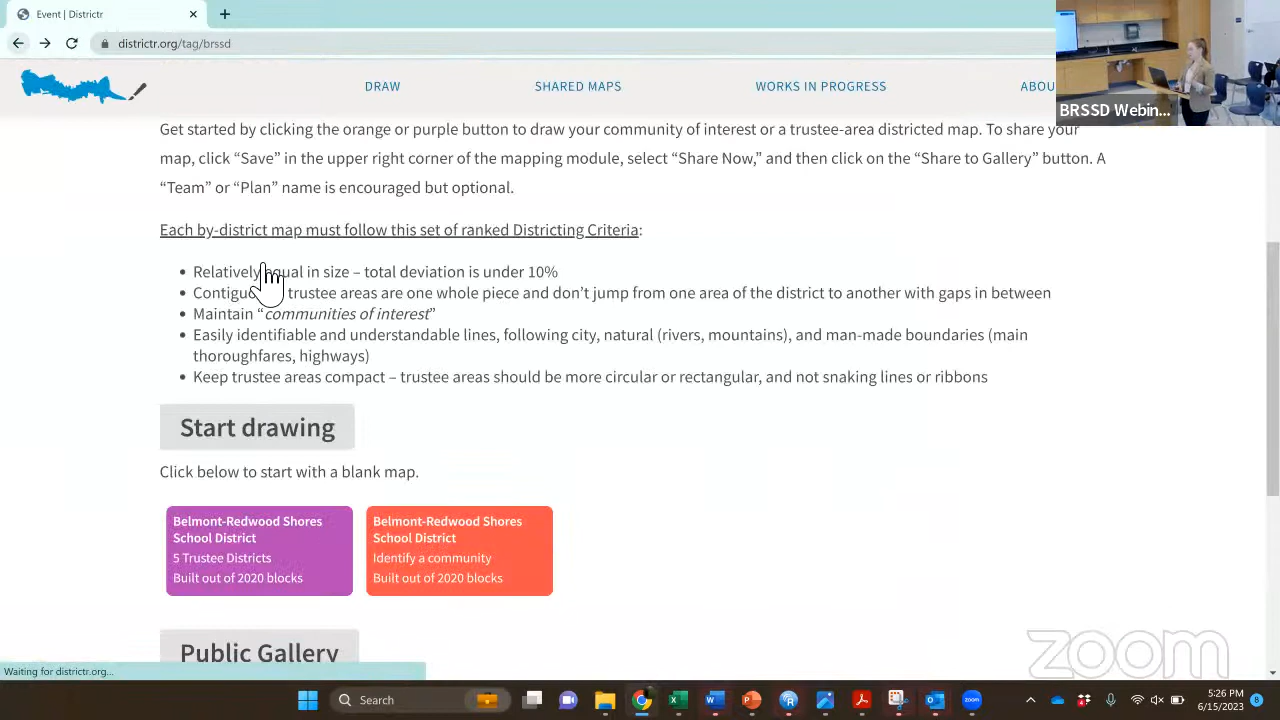 Event | Districtr
districtr.org/tag/brssd
DRAW
SHARED MAPS
WORKS IN PROGRESS
ABOU
BRSSD Webin...
Get started by clicking the orange or purple button to draw your community of interest or a trustee-area districted map. To share your
map, click “Save” in the upper right corner of the mapping module, select “Share Now,” and then click on the “Share to Gallery” button. A
“Team” or “Plan” name is encouraged but optional.
Each by-district map must follow this set of ranked Districting Criteria:
• Relatively equal in size – total deviation is under 10%
• Contiguo trustee areas are one whole piece and don’t jump from one area of the district to another with gaps in between
• Maintain “communities of interest”
• Easily identifiable and understandable lines, following city, natural (rivers, mountains), and man-made boundaries (main
thoroughfares, highways)
• Keep trustee areas compact – trustee areas should be more circular or rectangular, and not snaking lines or ribbons
Start drawing
Click below to start with a blank map.
Belmont-Redwood Shores
School District
5 Trustee Districts
Built out of 2020 blocks
Belmont-Redwood Shores
School District
Identify a community
Built out of 2020 blocks
Public Gallery
zoom
Waiting for districtr.org...
Search
zoom
5:26 PM
6/15/2023
8